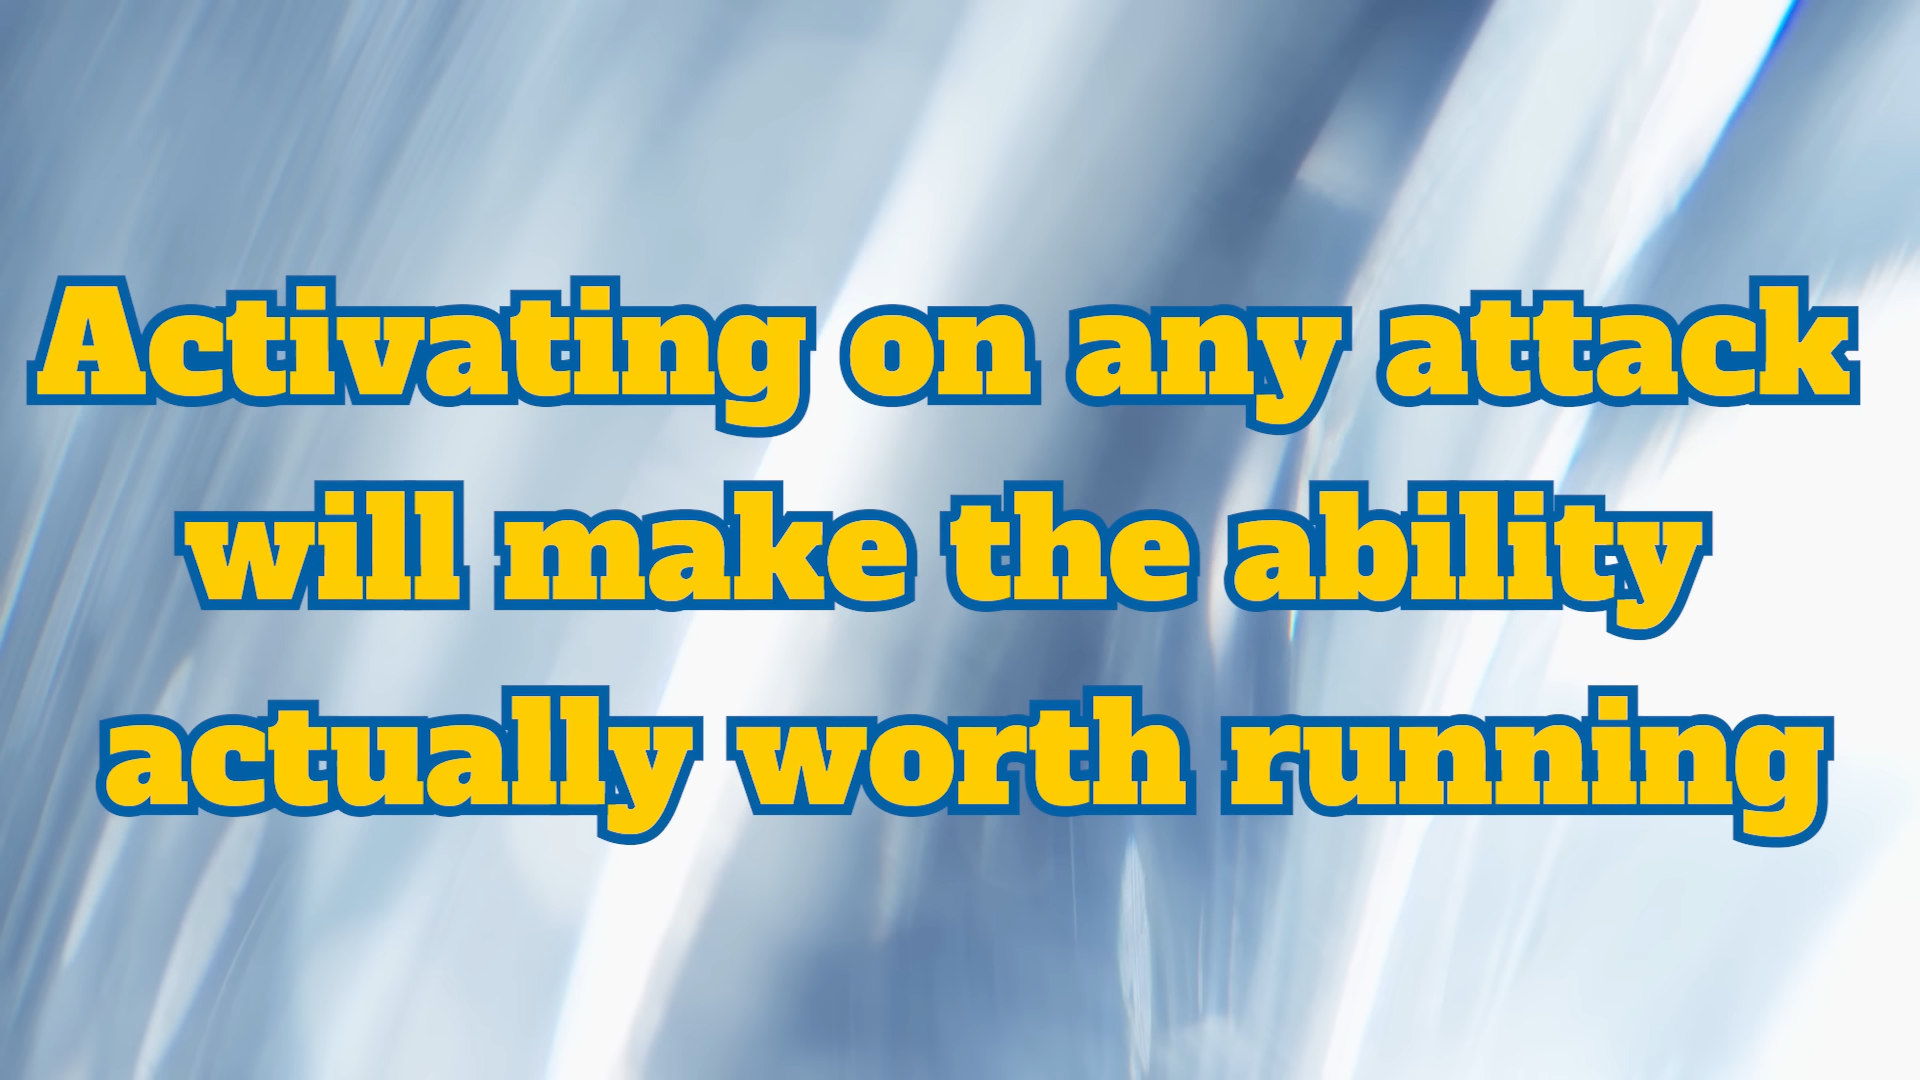 Activating on any attack
will make the ability
actually worth running